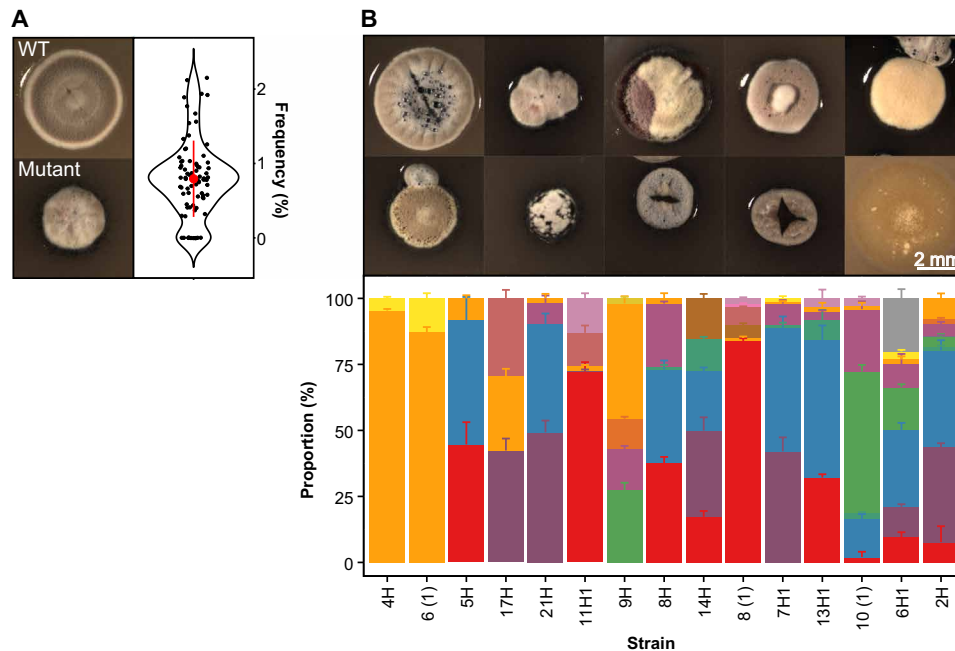 A
B
WT
Mutant
2
1
0
Frequency (%)
2 mm
100
75
50
25
0
Proportion (%)
4H
6 (1)
5H
17H
21H
11H1
9H
8H
14H
8 (1)
7H1
13H1
10 (1)
6H1
2H
Strain